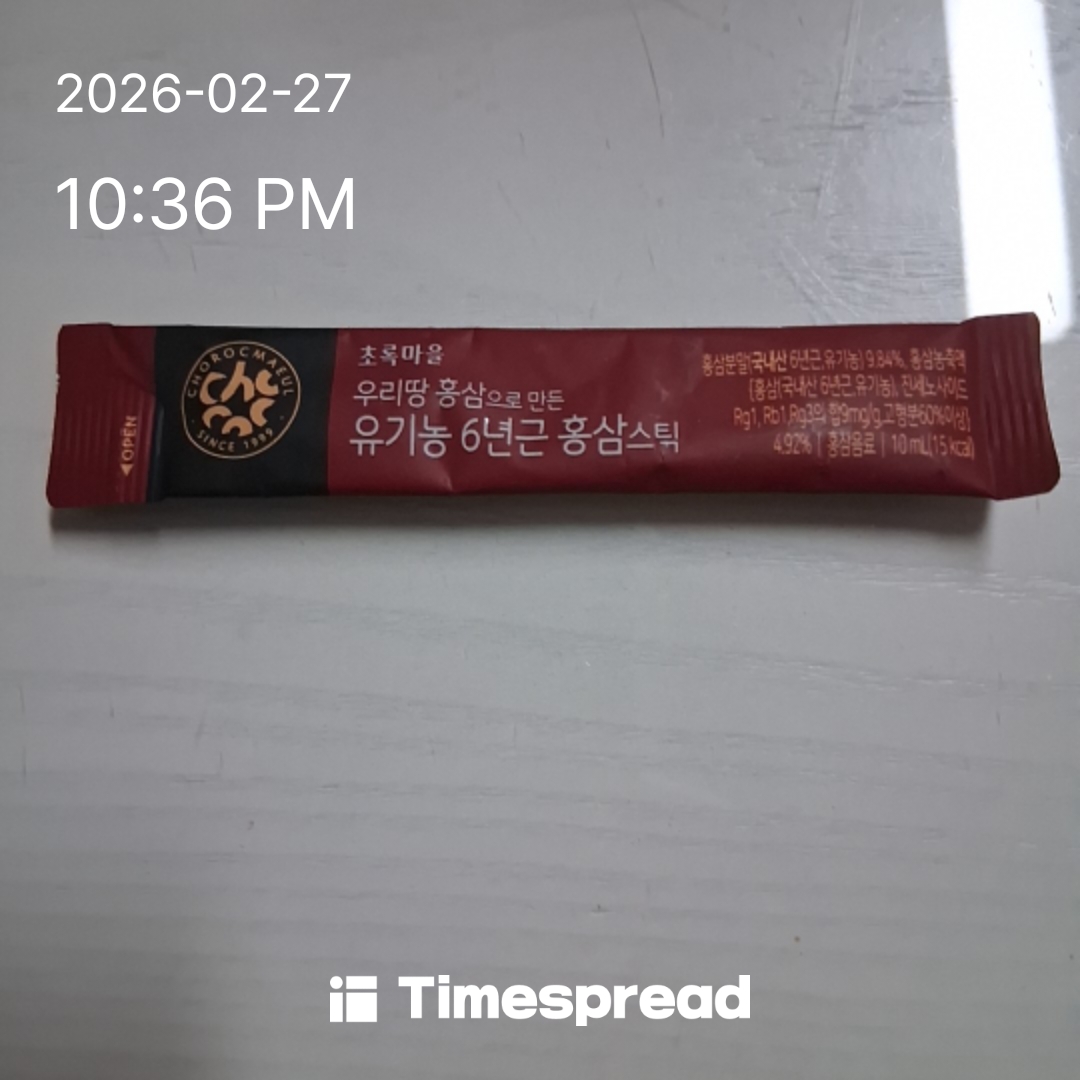 2026-02-27
10:36 PM
CHOROCMAEUL
SINCE 1989
OPEN
초록마을
우리땅 홍삼으로 만든
유기농 6년근 홍삼스틱
홍삼분말(국내산 6년근, 유기농) 9.84%, 홍삼농축액
[홍삼(국내산 6년근, 유기농), 진세노사이드
Rg1, Rb1, Rg3의 합9mg/g, 고형분60%이상]
4.92% | 홍삼음료 | 10 mL(15 kcal)
Timespread